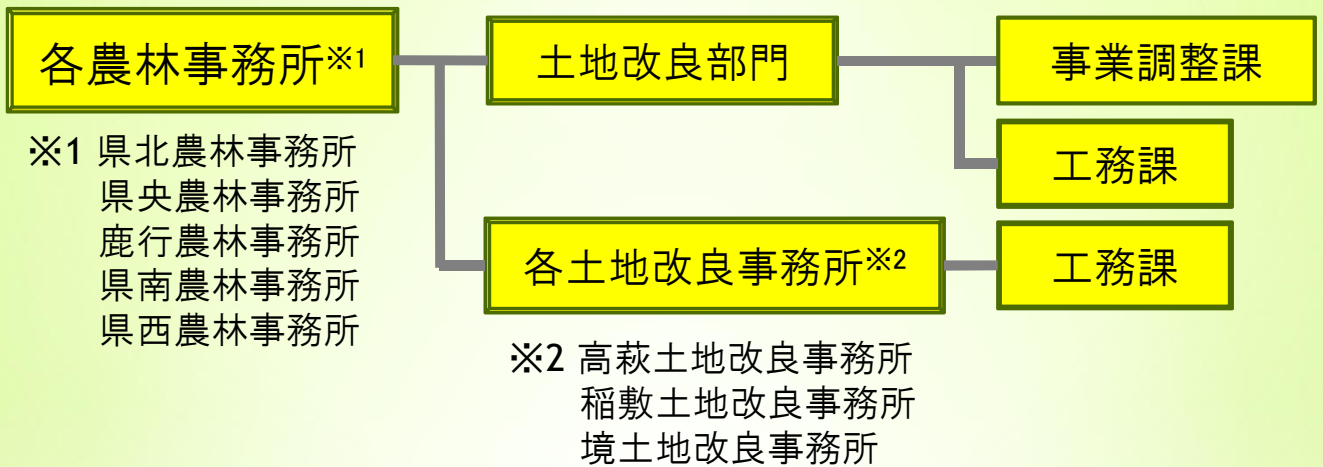 各農林事務所※1
土地改良部門
事業調整課
※1 県北農林事務所
県央農林事務所
鹿行農林事務所
県南農林事務所
県西農林事務所
工務課
各土地改良事務所※2
工務課
※2 高萩土地改良事務所
稲敷土地改良事務所
境土地改良事務所